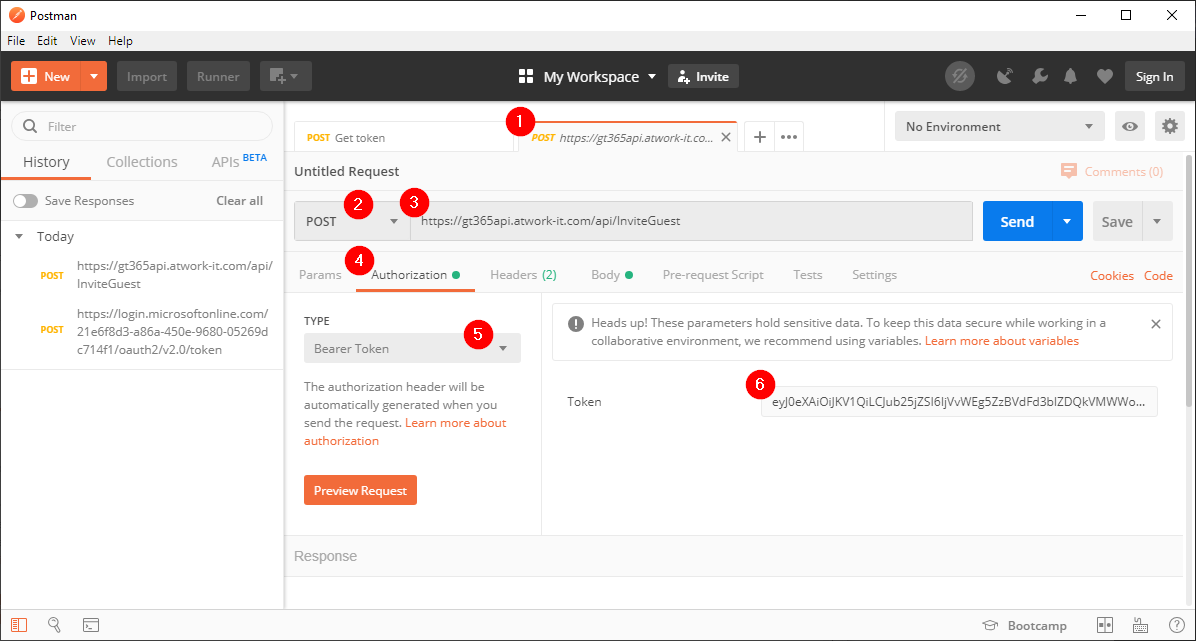 Postman
File Edit View Help
New Import Runner My Workspace Invite Sign In
Filter
History Collections APIs BETA
Save Responses Clear all
Today
POST https://gt365api.atwork-it.com/api/
InviteGuest
POST https://login.microsoftonline.com/
21e6f8d3-a86a-450e-9680-05269d
c714f1/oauth2/v2.0/token
POST Get token
1
POST https://gt365api.atwork-it.co...
No Environment
Untitled Request
Comments (0)
2
3
POST https://gt365api.atwork-it.com/api/InviteGuest
Send Save
4
Params Authorization Headers (2) Body Pre-request Script Tests Settings Cookies Code
TYPE
5
Bearer Token
The authorization header will be
automatically generated when you
send the request. Learn more about
authorization
Preview Request
Heads up! These parameters hold sensitive data. To keep this data secure while working in a
collaborative environment, we recommend using variables. Learn more about variables
6
Token
Response
Bootcamp